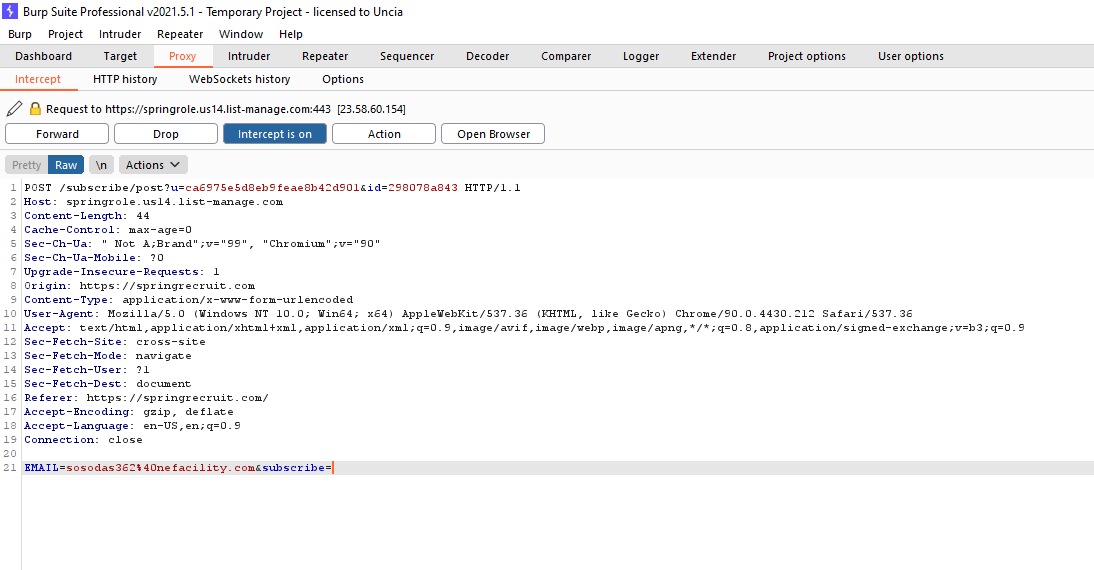 Burp Suite Professional v2021.5.1 - Temporary Project - licensed to Uncia
Burp Project Intruder Repeater Window Help
Dashboard Target Proxy Intruder Repeater Sequencer Decoder Comparer Logger Extender Project options User options
Intercept HTTP history WebSockets history Options
Request to https://springrole.us14.list-manage.com:443 [23.58.60.154]
Forward Drop Intercept is on Action Open Browser
Pretty Raw \n Actions
1 POST /subscribe/post?u=ca6975e5d8eb9feae8b42d901&id=298078a843 HTTP/1.1
2 Host: springrole.us14.list-manage.com
3 Content-Length: 44
4 Cache-Control: max-age=0
5 Sec-Ch-Ua: " Not A;Brand";v="99", "Chromium";v="90"
6 Sec-Ch-Ua-Mobile: ?0
7 Upgrade-Insecure-Requests: 1
8 Origin: https://springrecruit.com
9 Content-Type: application/x-www-form-urlencoded
10 User-Agent: Mozilla/5.0 (Windows NT 10.0; Win64; x64) AppleWebKit/537.36 (KHTML, like Gecko) Chrome/90.0.4430.212 Safari/537.36
11 Accept: text/html,application/xhtml+xml,application/xml;q=0.9,image/avif,image/webp,image/apng,*/*;q=0.8,application/signed-exchange;v=b3;q=0.9
12 Sec-Fetch-Site: cross-site
13 Sec-Fetch-Mode: navigate
14 Sec-Fetch-User: ?1
15 Sec-Fetch-Dest: document
16 Referer: https://springrecruit.com/
17 Accept-Encoding: gzip, deflate
18 Accept-Language: en-US,en;q=0.9
19 Connection: close
20
21 EMAIL=sosodas362%40nefacility.com&subscribe=